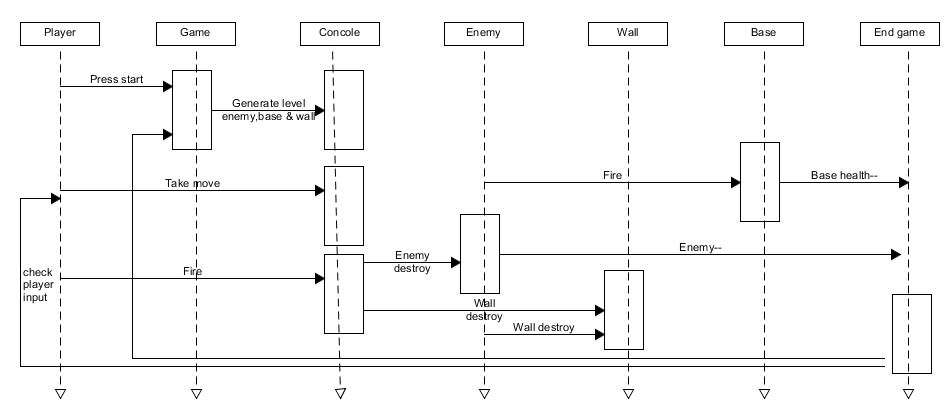 Player
Game
Concole
Enemy
Wall
Base
End game
Press start
Generate level
enemy,base & wall
Take move
Fire
Base health--
Enemy--
Enemy
destroy
check
player
input
Fire
Wall
destroy
Wall destroy